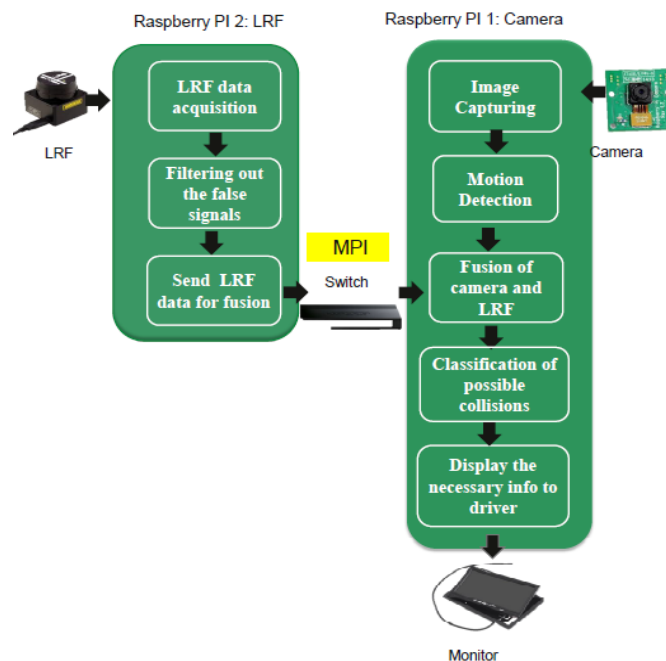 Raspberry PI 2: LRF
LRF data
acquisition
LRF
Filtering out
the false
signals
Send LRF
data for fusion
MPI
Switch
Raspberry PI 1: Camera
Image
Capturing
Camera
Motion
Detection
Fusion of
camera and
LRF
Classification of
possible
collisions
Display the
necessary info to
driver
Monitor